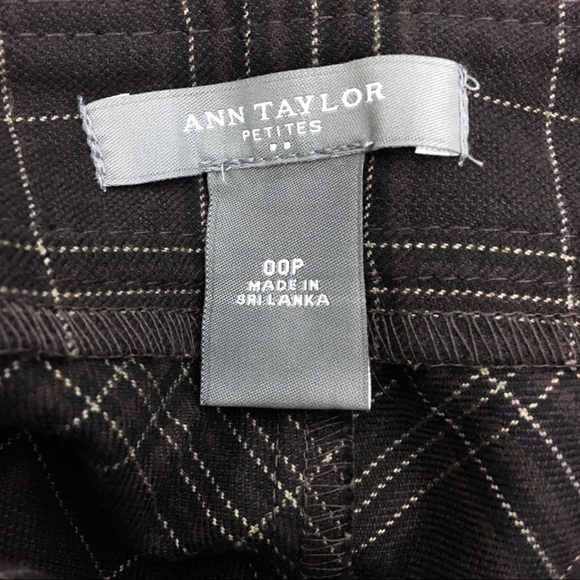 ANN TAYLOR
PETITES
00P
MADE IN
SRI LANKA